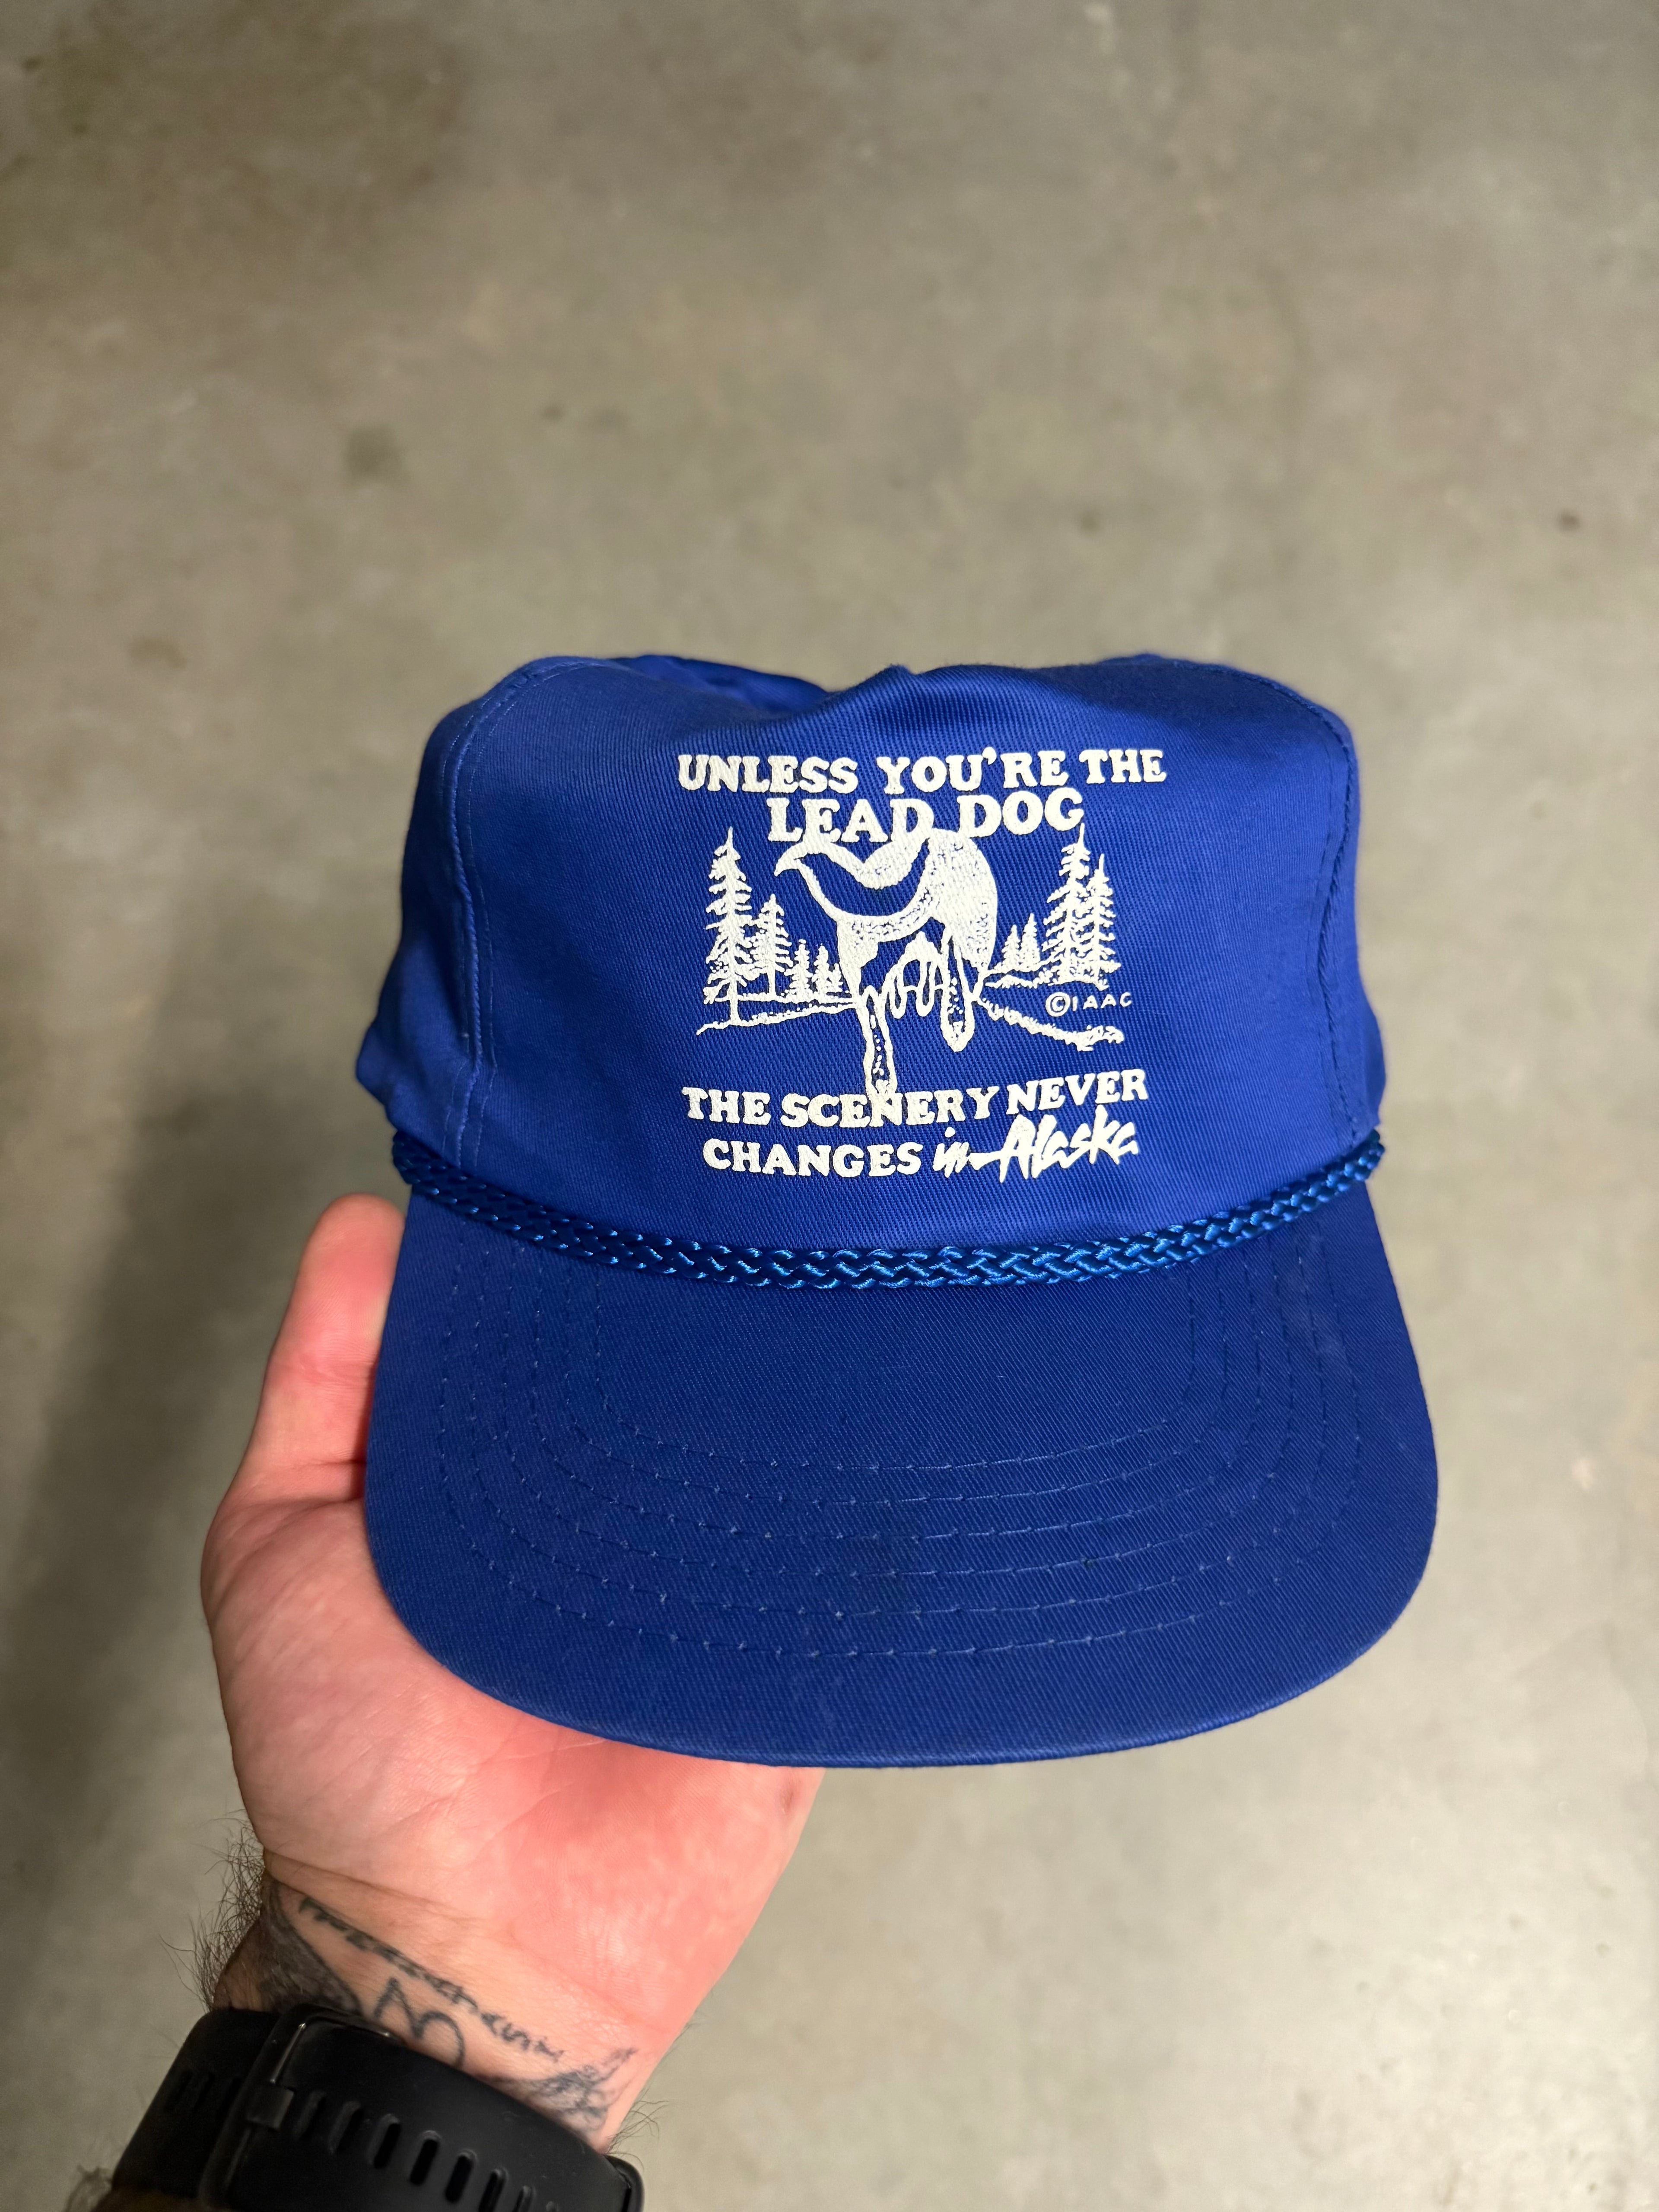 UNLESS YOU'RE THE
LEAD DOG
©IAAC
THE SCENERY NEVER
CHANGES in Alaska